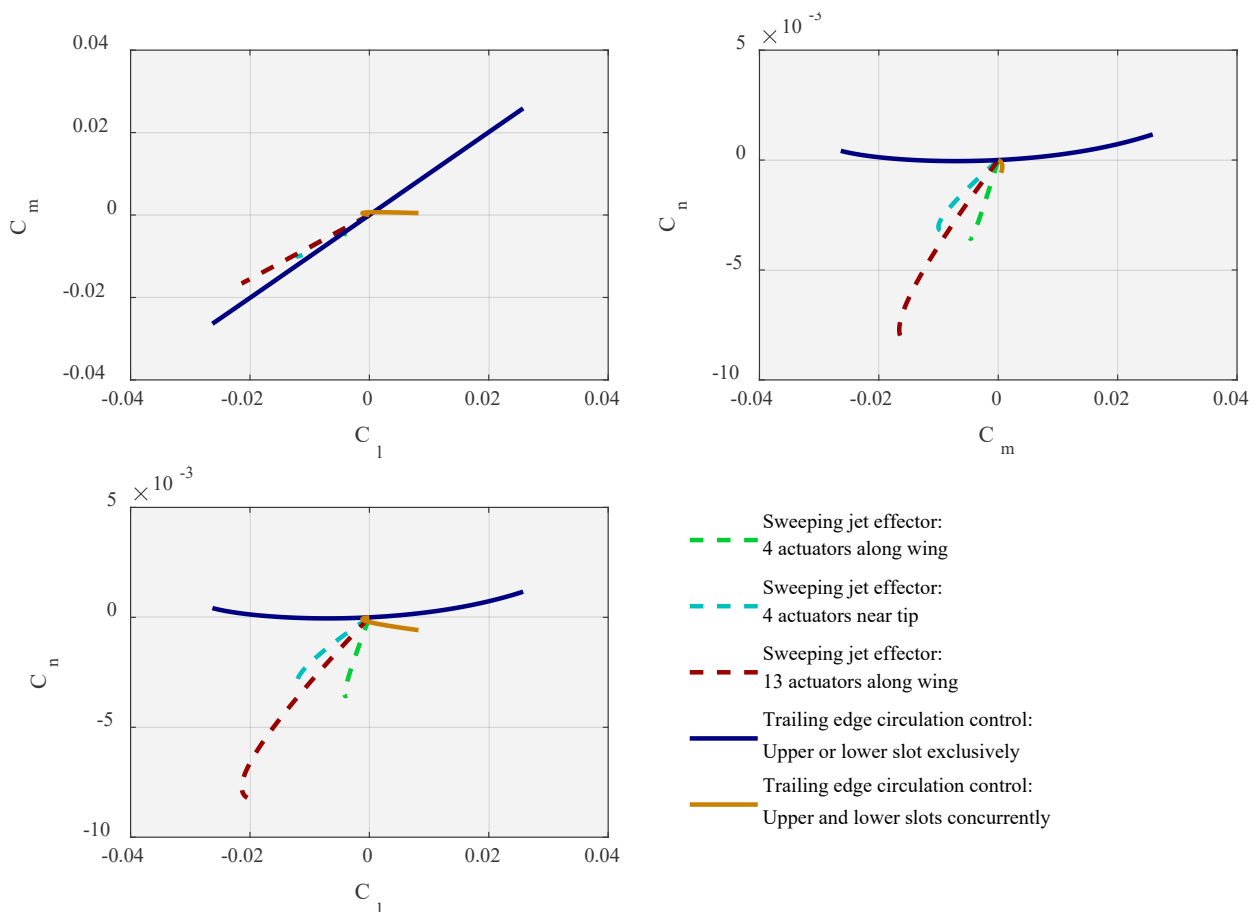 0.04
0.02
0
-0.02
-0.04
-0.04
-0.02
0
0.02
0.04
C m
C l
× 10 -3
5
0
-5
-10
-0.04
-0.02
0
0.02
0.04
C n
C m
× 10 -3
5
0
-5
-10
-0.04
-0.02
0
0.02
0.04
C n
C l
Sweeping jet effector:
4 actuators along wing
Sweeping jet effector:
4 actuators near tip
Sweeping jet effector:
13 actuators along wing
Trailing edge circulation control:
Upper or lower slot exclusively
Trailing edge circulation control:
Upper and lower slots concurrently